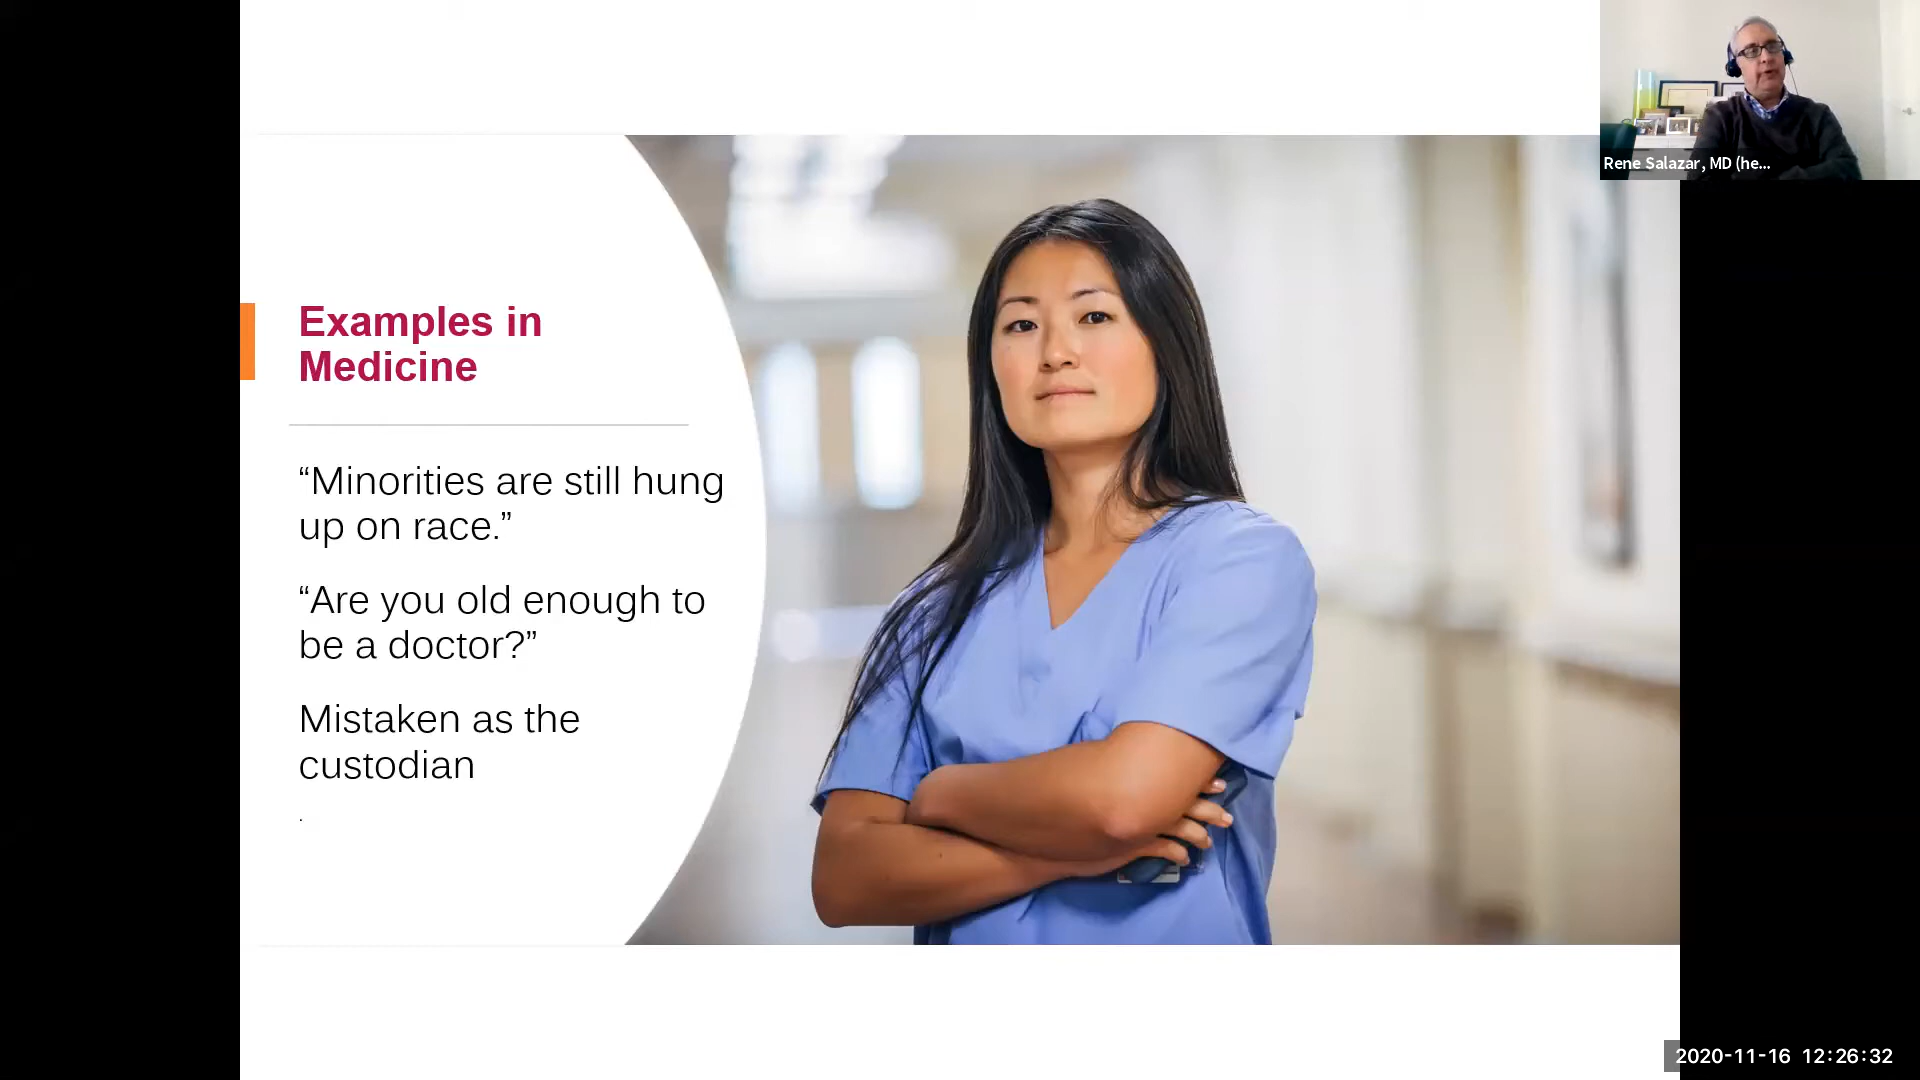 Rene Salazar, MD (he...
Examples in
Medicine
“Minorities are still hung
up on race.”
“Are you old enough to
be a doctor?”
Mistaken as the
custodian
.
2020-11-16 12:26:32